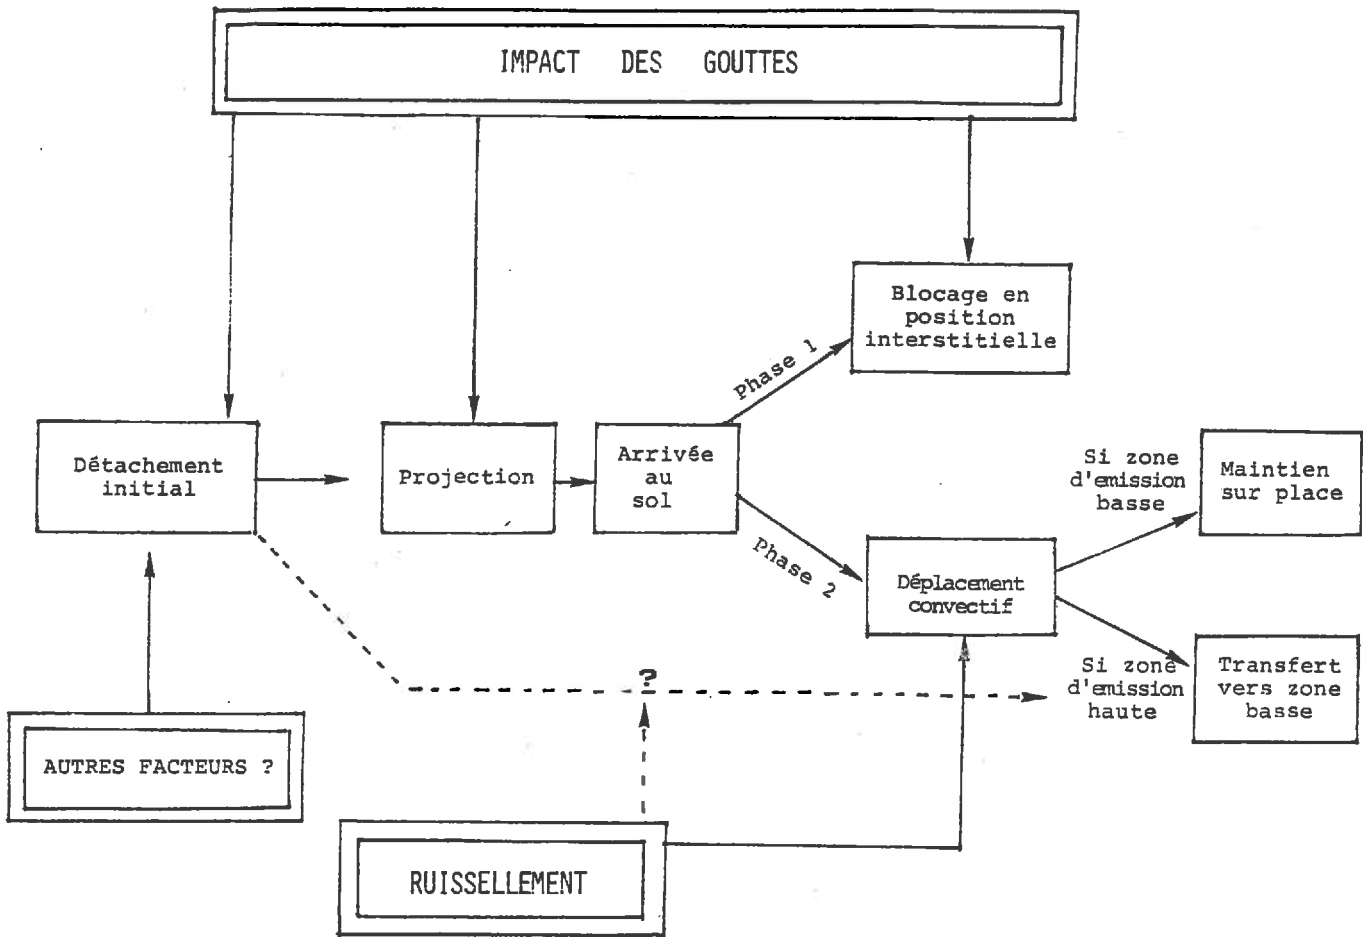 IMPACT DES GOUTTES
Blocage en
position
interstitielle
Phase 1
Détachement
initial
Projection
Arrivée
au
sol
Si zone
d'emission
basse
Maintien
sur place
Phase 2
Déplacement
convectif
?
Si zone
d'emission
haute
Transfert
vers zone
basse
AUTRES FACTEURS ?
RUISSELLEMENT